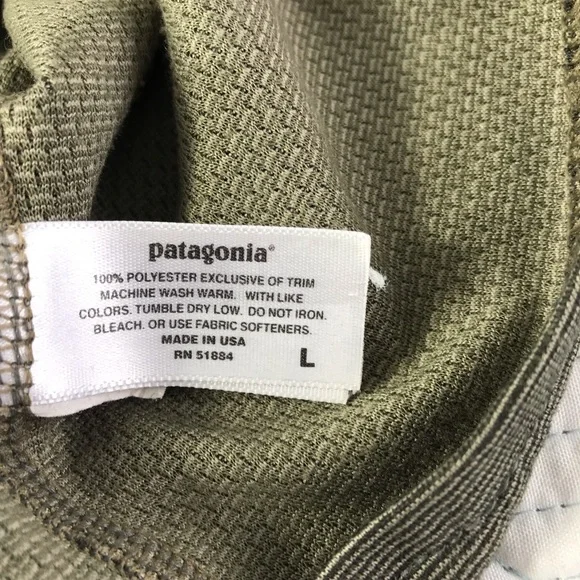 patagonia®
100% POLYESTER EXCLUSIVE OF TRIM
MACHINE WASH WARM. WITH LIKE
COLORS. TUMBLE DRY LOW. DO NOT IRON.
BLEACH. OR USE FABRIC SOFTENERS.
MADE IN USA
RN 51884 L